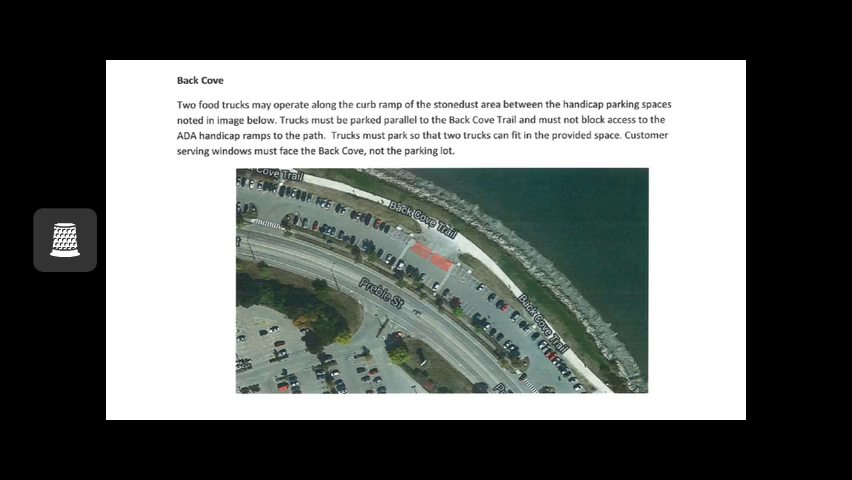 Back Cove
Two food trucks may operate along the curb ramp of the stonedust area between the handicap parking spaces
noted in image below. Trucks must be parked parallel to the Back Cove Trail and must not block access to the
ADA handicap ramps to the path. Trucks must park so that two trucks can fit in the provided space. Customer
serving windows must face the Back Cove, not the parking lot.
Cove Trail
Back Cove Trail
Preble St
Back Cove Trail